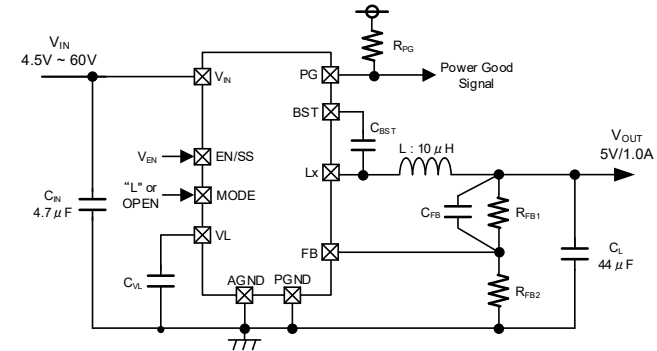 V_IN
4.5V ~ 60V
R_PG
V_IN
PG
Power Good
Signal
BST
C_BST
V_OUT
5V/1.0A
L : 10 μH
V_EN
EN/SS
Lx
"L" or
OPEN
MODE
C_IN
4.7 μF
C_FB
R_FB1
VL
FB
C_L
44 μF
C_VL
AGND
PGND
R_FB2